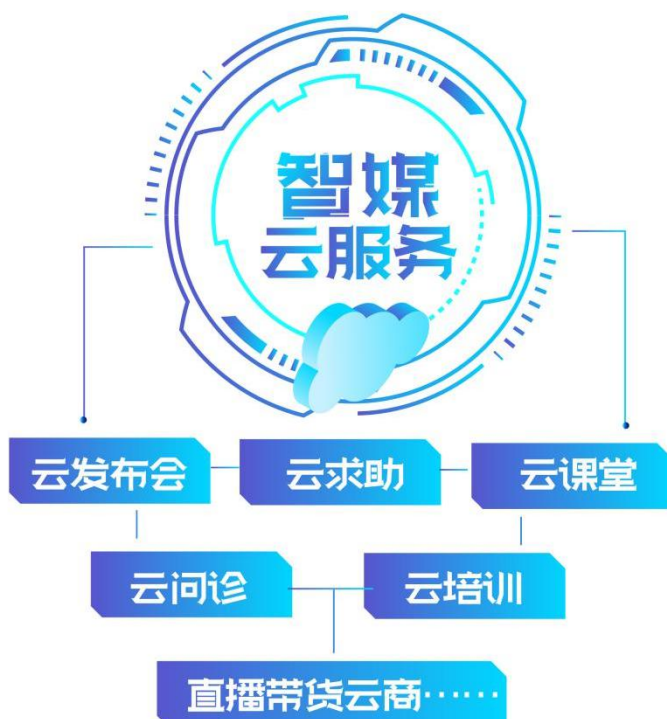 智媒
云服务
云发布会
云求助
云课堂
云问诊
云培训
直播带货云商……